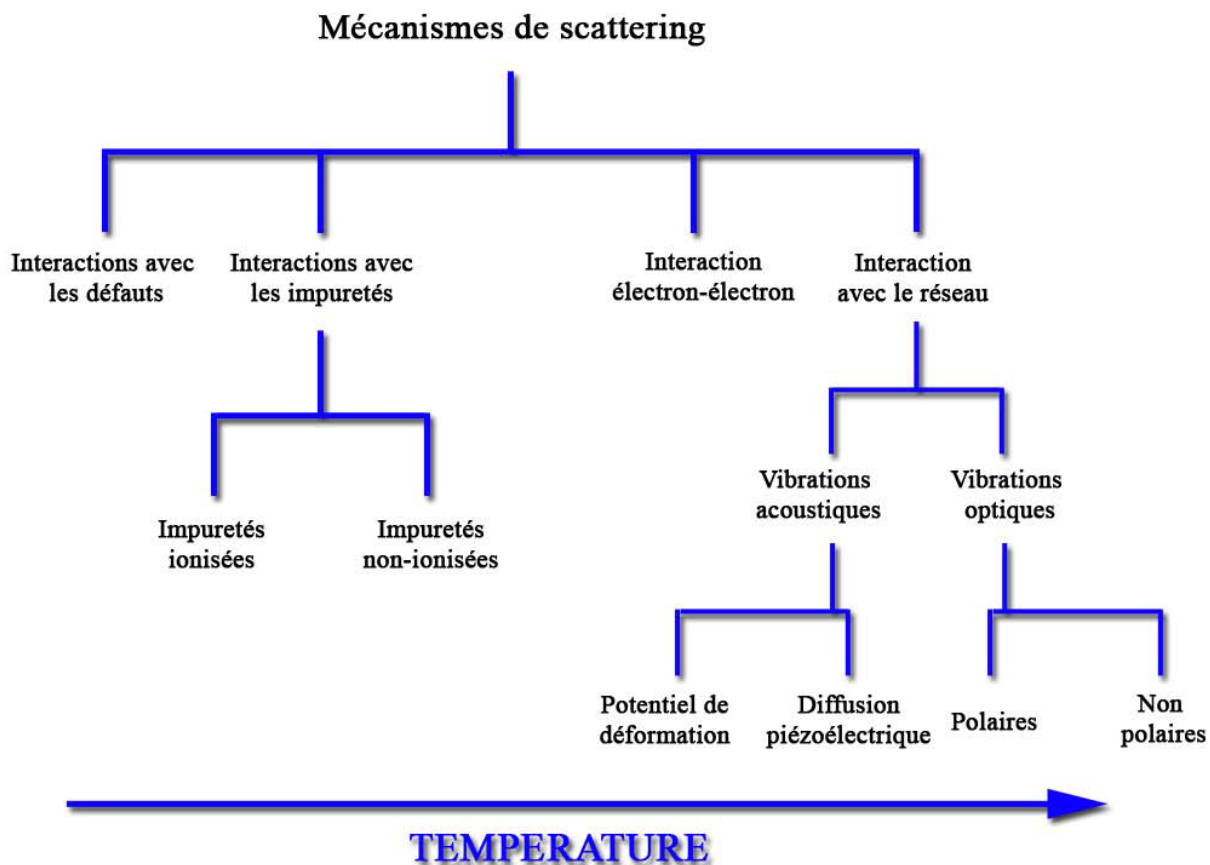 Mécanismes de scattering
Interactions avec
les défauts
Interactions avec
les impuretés
Interaction
électron-électron
Interaction
avec le réseau
Impuretés
ionisées
Impuretés
non-ionisées
Vibrations
acoustiques
Vibrations
optiques
Potentiel de
déformation
Diffusion
piézoélectrique
Polaires
Non
polaires
TEMPERATURE